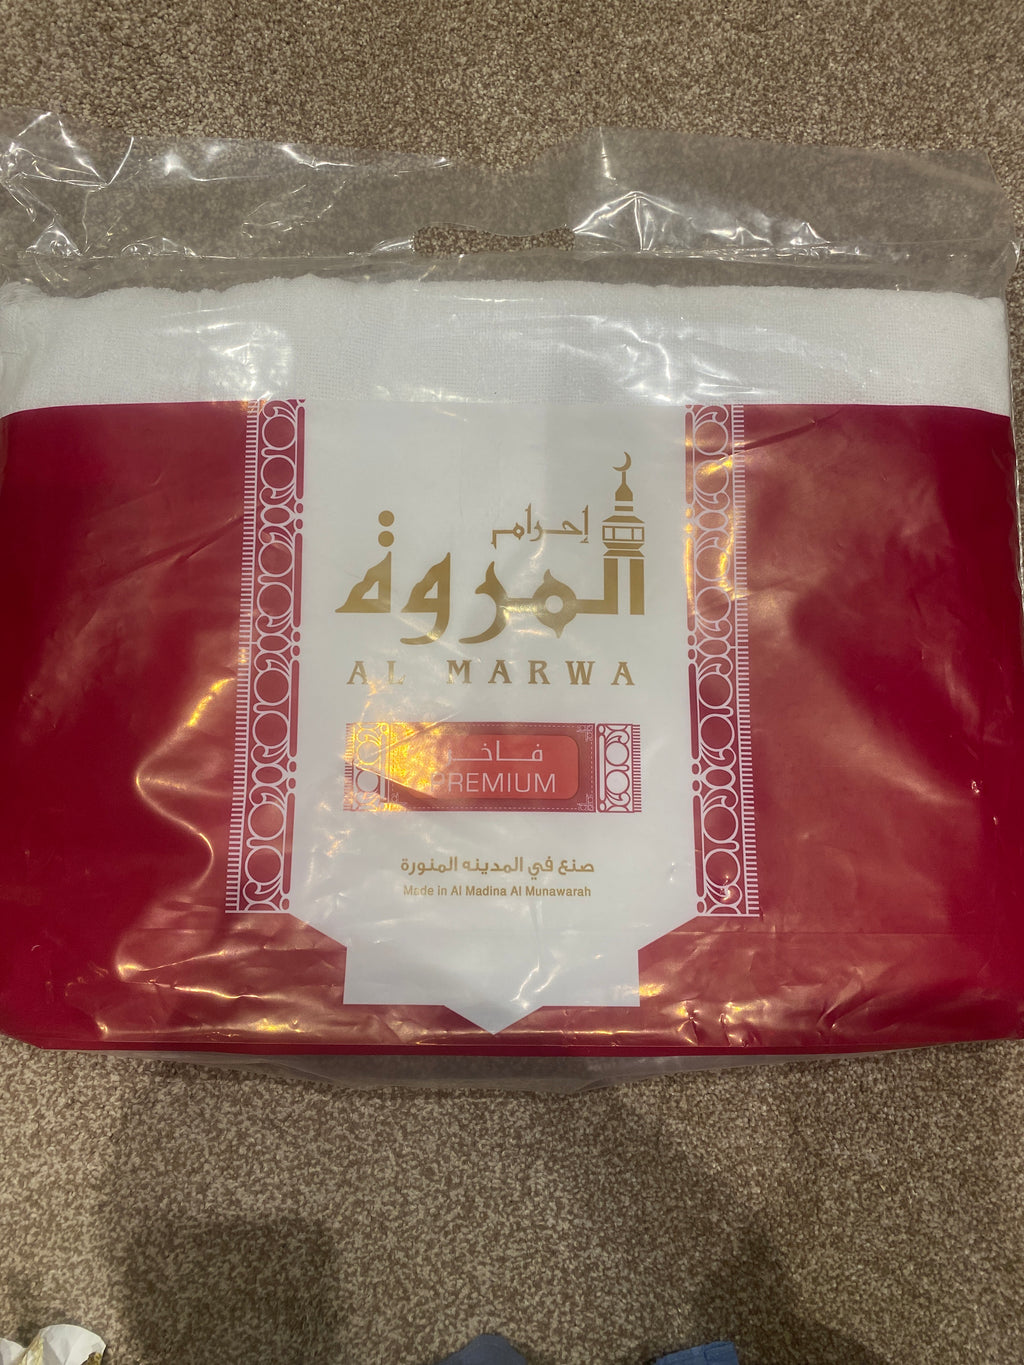 إحرام
المروة
AL MARWA
فاخر
PREMIUM
صنع في المدينه المنورة
Made in Al Madina Al Munawarah